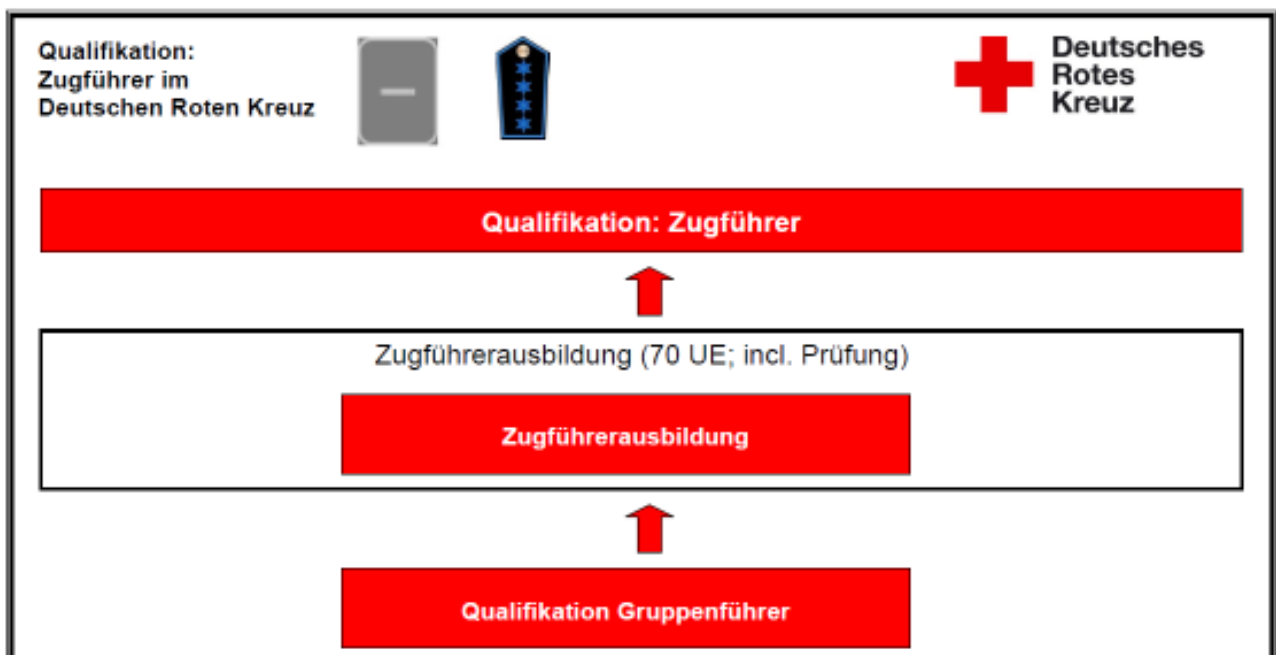 Qualifikation:
Zugführer im
Deutschen Roten Kreuz
Deutsches
Rotes
Kreuz
Qualifikation: Zugführer
Zugführerausbildung (70 UE; incl. Prüfung)
Zugführerausbildung
Qualifikation Gruppenführer